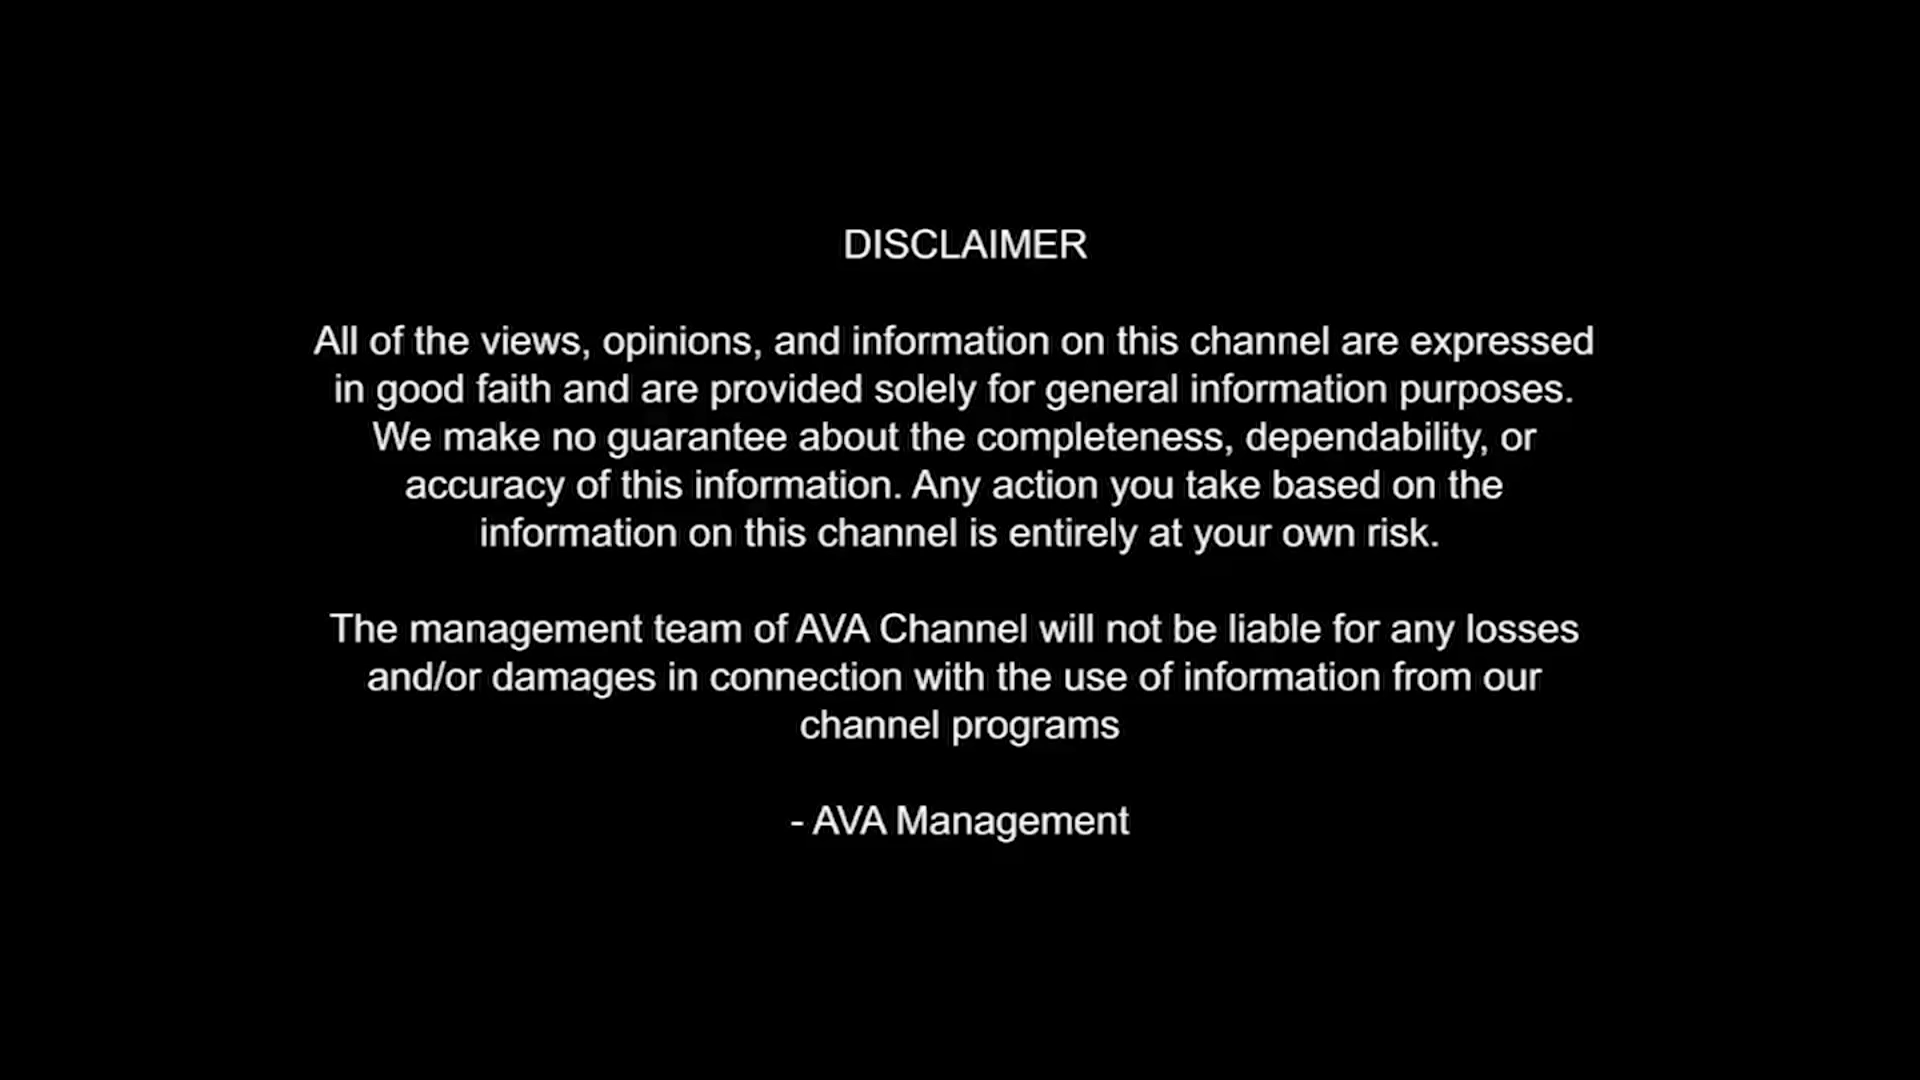 DISCLAIMER
All of the views, opinions, and information on this channel are expressed
in good faith and are provided solely for general information purposes.
We make no guarantee about the completeness, dependability, or
accuracy of this information. Any action you take based on the
information on this channel is entirely at your own risk.
The management team of AVA Channel will not be liable for any losses
and/or damages in connection with the use of information from our
channel programs
- AVA Management